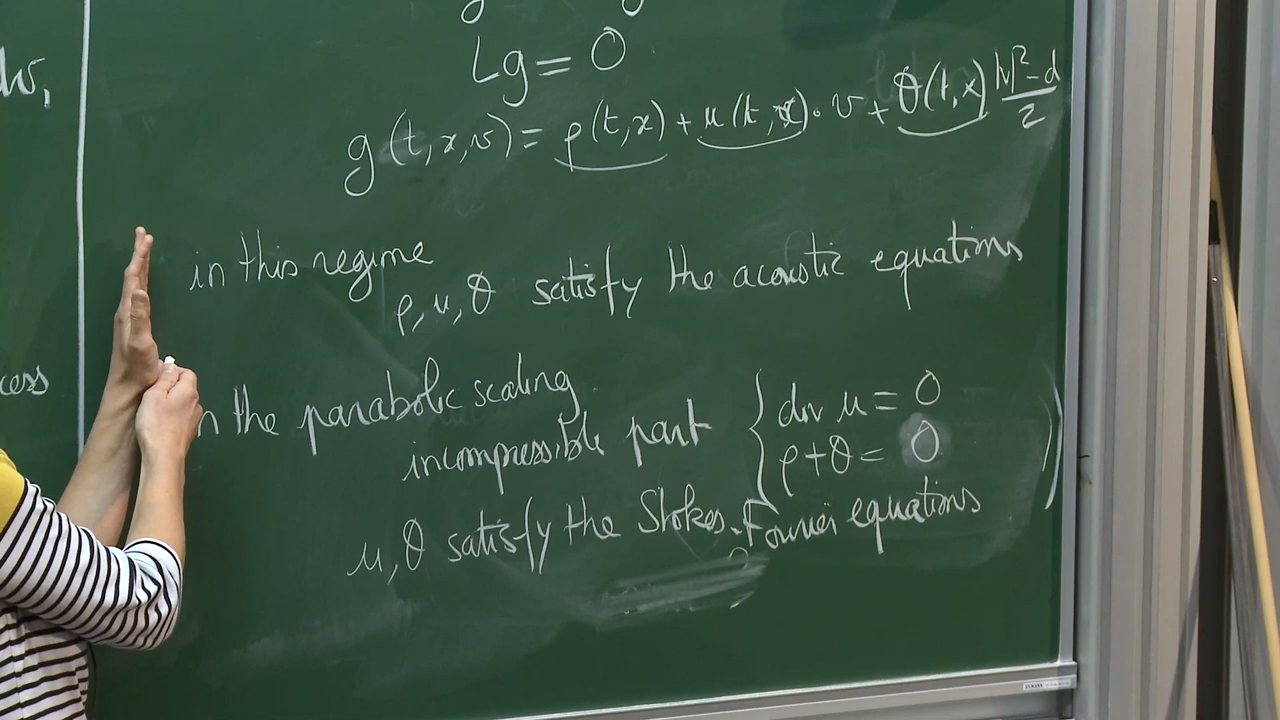 Lg = 0
g(t,x,v) = ρ(t,x) + u(t,x)·v + θ(t,x) |v|²-d / 2
in this regime
ρ, u, θ satisfy the acoustic equations
n the parabolic scaling
incompressible part { div u = 0
ρ+θ = 0 )
u, θ satisfy the Stokes-Fourier equations
cess